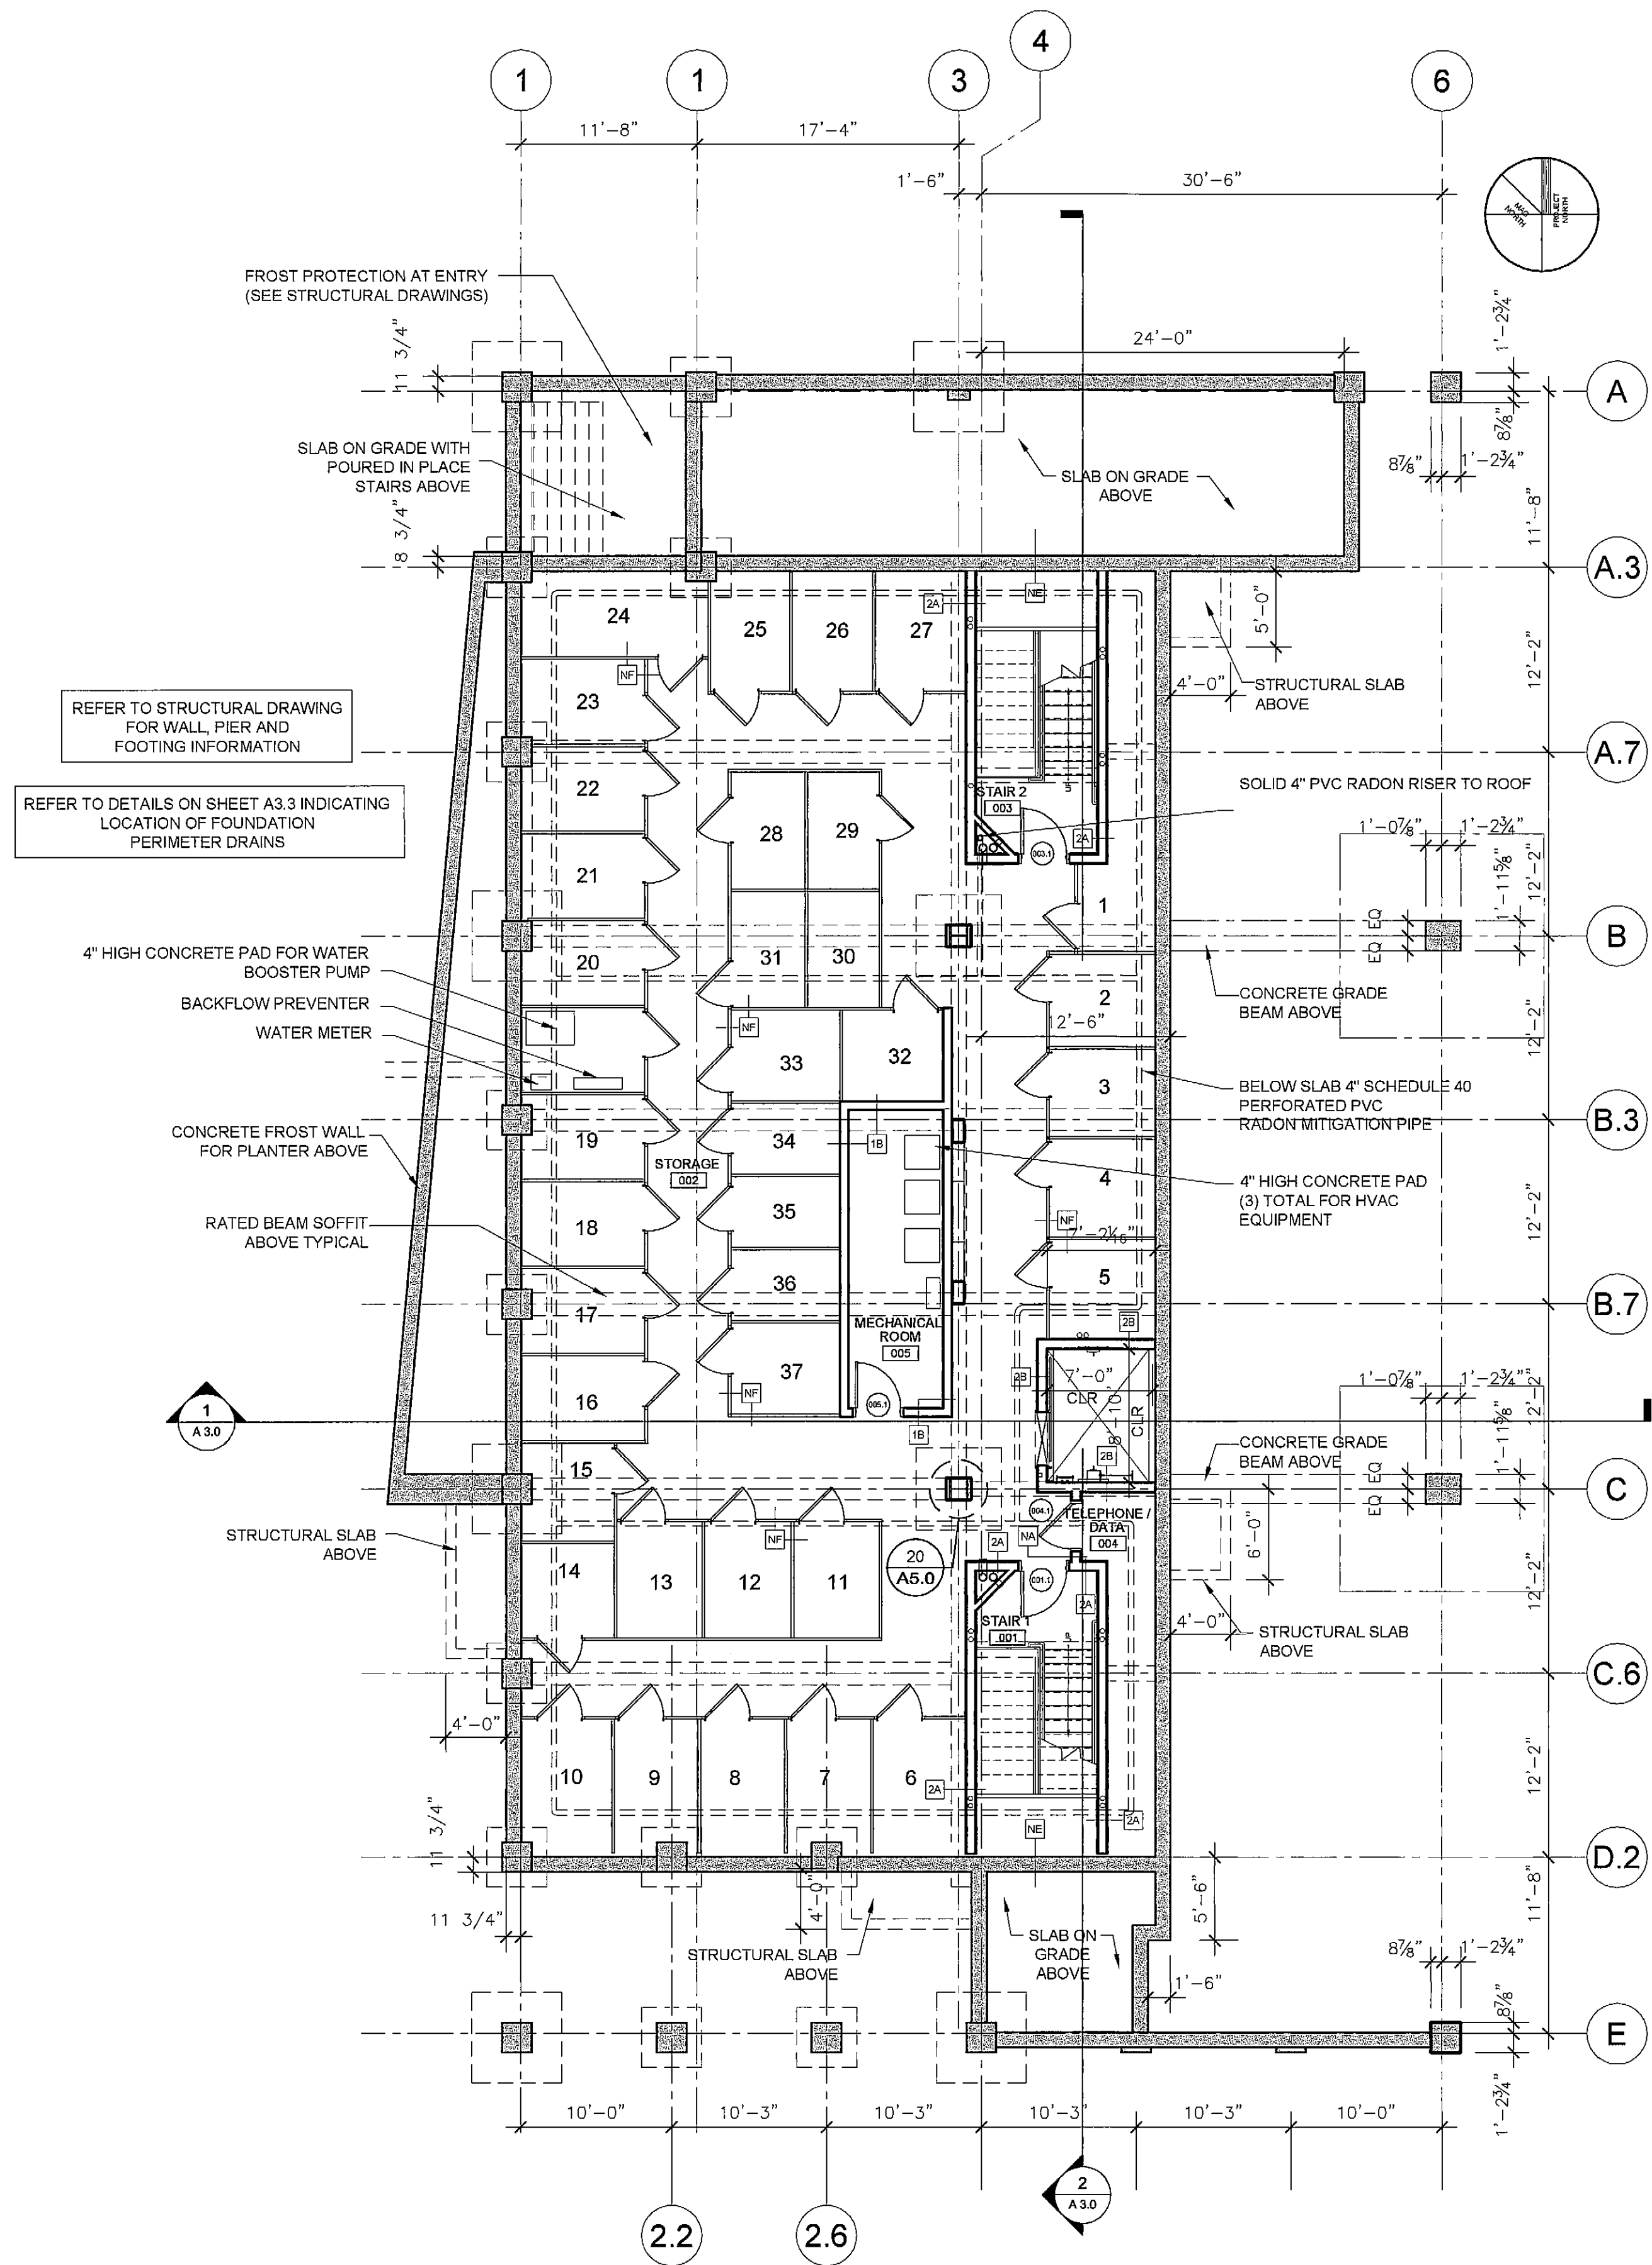 4
1
1
3
6
11'-8"
17'-4"
1'-6"
30'-6"
MAG
NORTH
PROJECT
NORTH
FROST PROTECTION AT ENTRY
(SEE STRUCTURAL DRAWINGS)
11 3/4"
24'-0"
1'-2¾"
A
8⅞"
8⅞"
1'-2¾"
SLAB ON GRADE WITH
POURED IN PLACE
STAIRS ABOVE
SLAB ON GRADE
ABOVE
11'-8"
8 3/4"
A.3
24
25
26
27
2A
NE
5'-0"
12'-2"
NF
23
4'-0"
STRUCTURAL SLAB
ABOVE
REFER TO STRUCTURAL DRAWING
FOR WALL, PIER AND
FOOTING INFORMATION
A.7
22
STAIR 2
003
SOLID 4" PVC RADON RISER TO ROOF
REFER TO DETAILS ON SHEET A3.3 INDICATING
LOCATION OF FOUNDATION
PERIMETER DRAINS
28
29
2A
003.1
1'-0⅞"
1'-2¾"
1'-11⅝"
12'-2"
21
1
EQ
EQ
B
4" HIGH CONCRETE PAD FOR WATER
BOOSTER PUMP
20
31
30
BACKFLOW PREVENTER
WATER METER
2
CONCRETE GRADE
BEAM ABOVE
12'-6"
NF
33
32
12'-2"
3
BELOW SLAB 4" SCHEDULE 40
PERFORATED PVC
RADON MITIGATION PIPE
B.3
CONCRETE FROST WALL
FOR PLANTER ABOVE
19
34
1B
STORAGE
002
4
4" HIGH CONCRETE PAD
(3) TOTAL FOR HVAC
EQUIPMENT
12'-2"
RATED BEAM SOFFIT
ABOVE TYPICAL
18
35
NF
7'-2 1/16"
36
5
B.7
17
MECHANICAL
ROOM
005
2B
37
2B
7'-0"
CLR
8'-10"
CLR
1'-0⅞"
1'-2¾"
12'-2"
1'-11⅝"
16
NF
005.1
1
A 3.0
1B
2B
CONCRETE GRADE
BEAM ABOVE
EQ
EQ
C
15
STRUCTURAL SLAB
ABOVE
NF
004.1
TELEPHONE /
DATA
004
NA
2A
6'-0"
20
A5.0
14
13
12
11
001.1
2A
12'-2"
STAIR 1
001
4'-0"
STRUCTURAL SLAB
ABOVE
C.6
4'-0"
10
9
8
7
6
2A
12'-2"
NE
2A
11 3/4"
D.2
4'-0"
5'-6"
11'-8"
11 3/4"
STRUCTURAL SLAB
ABOVE
SLAB ON
GRADE
ABOVE
8⅞"
1'-2¾"
1'-6"
8⅞"
E
1'-2¾"
10'-0"
10'-3"
10'-3"
10'-3"
10'-3"
10'-0"
2
A 3.0
2.2
2.6